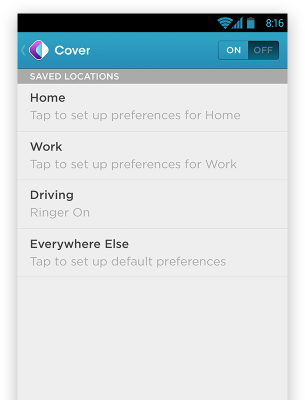 8:16
Cover
ON OFF
SAVED LOCATIONS
Home
Tap to set up preferences for Home
Work
Tap to set up preferences for Work
Driving
Ringer On
Everywhere Else
Tap to set up default preferences